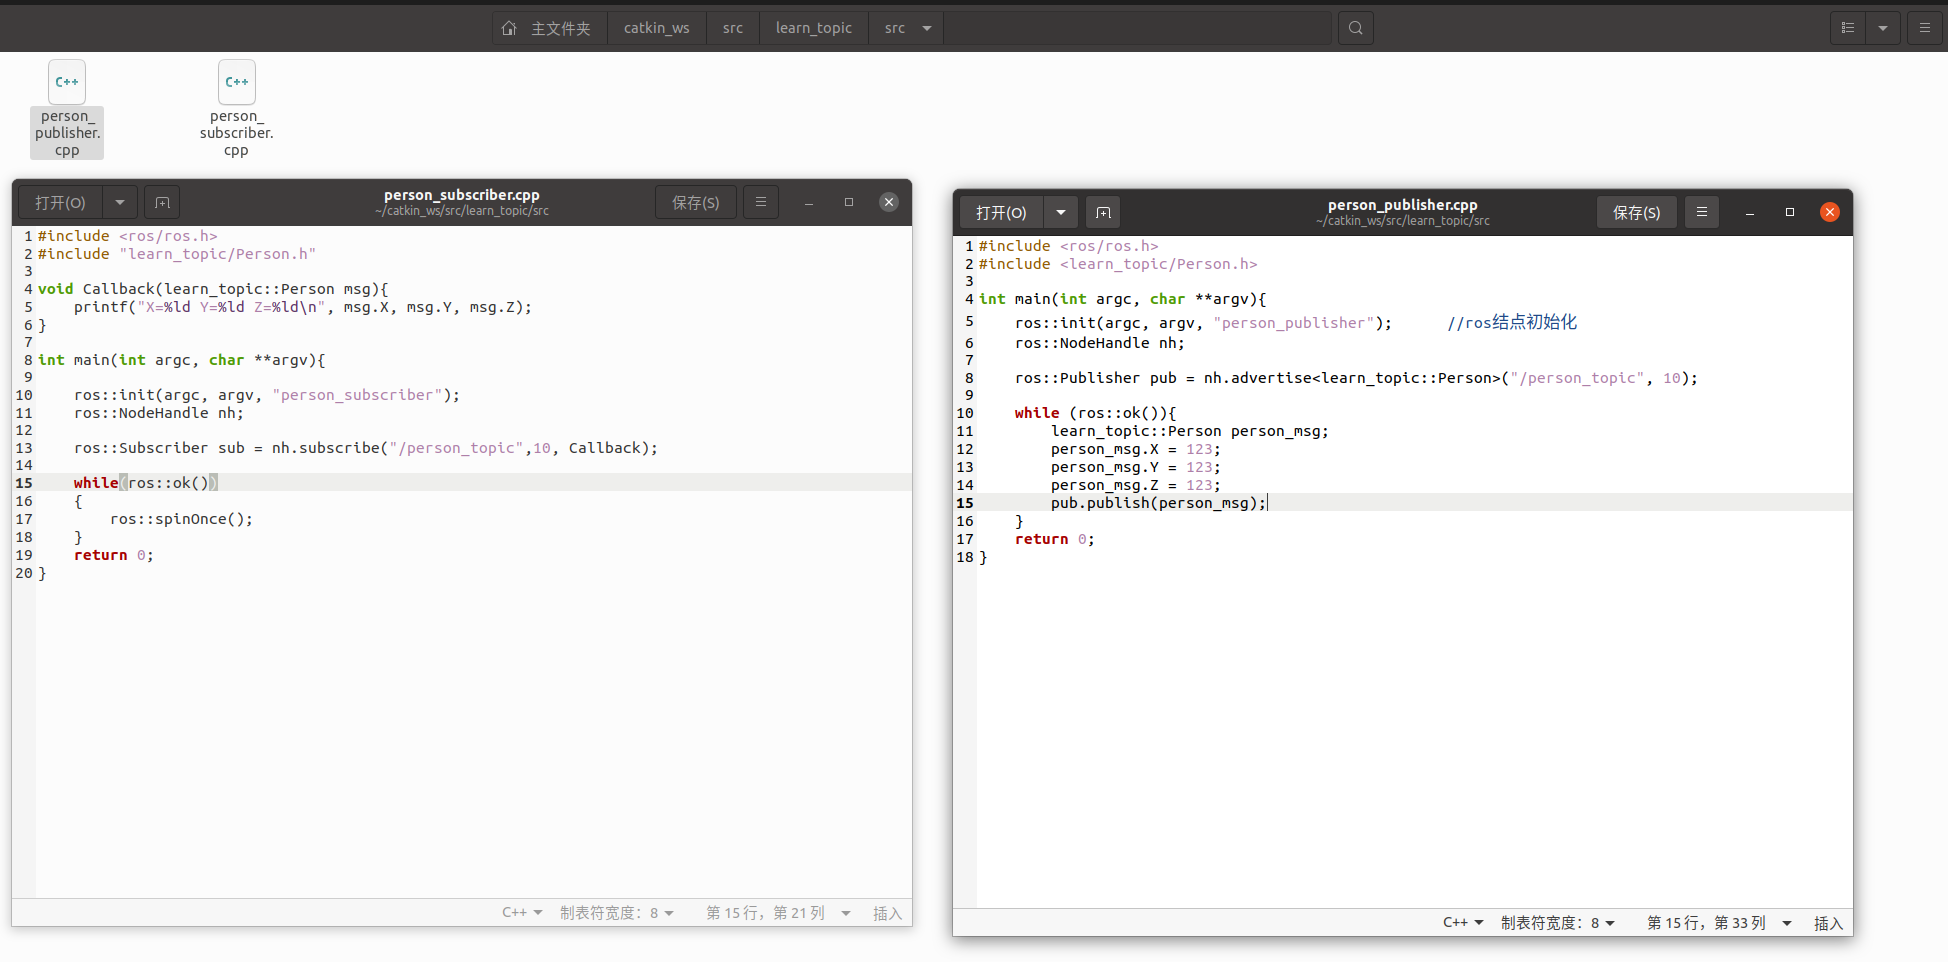 主文件夹 catkin_ws src learn_topic src
C++ C++
person_ person_
publisher. subscriber.
cpp cpp
打开(O) person_subscriber.cpp 保存(S)
~/catkin_ws/src/learn_topic/src
1 #include <ros/ros.h>
2 #include "learn_topic/Person.h"
3
4 void Callback(learn_topic::Person msg){
5     printf("X=%ld Y=%ld Z=%ld\n", msg.X, msg.Y, msg.Z);
6 }
7
8 int main(int argc, char **argv){
9
10     ros::init(argc, argv, "person_subscriber");
11     ros::NodeHandle nh;
12
13     ros::Subscriber sub = nh.subscribe("/person_topic",10, Callback);
14
15     while(ros::ok())
16     {
17         ros::spinOnce();
18     }
19     return 0;
20 }
C++ 制表符宽度：8 第 15 行，第 21 列 插入
打开(O) person_publisher.cpp 保存(S)
~/catkin_ws/src/learn_topic/src
1 #include <ros/ros.h>
2 #include <learn_topic/Person.h>
3
4 int main(int argc, char **argv){
5     ros::init(argc, argv, "person_publisher");      //ros结点初始化
6     ros::NodeHandle nh;
7
8     ros::Publisher pub = nh.advertise<learn_topic::Person>("/person_topic", 10);
9
10     while (ros::ok()){
11         learn_topic::Person person_msg;
12         person_msg.X = 123;
13         person_msg.Y = 123;
14         person_msg.Z = 123;
15         pub.publish(person_msg);
16     }
17     return 0;
18 }
C++ 制表符宽度：8 第 15 行，第 33 列 插入